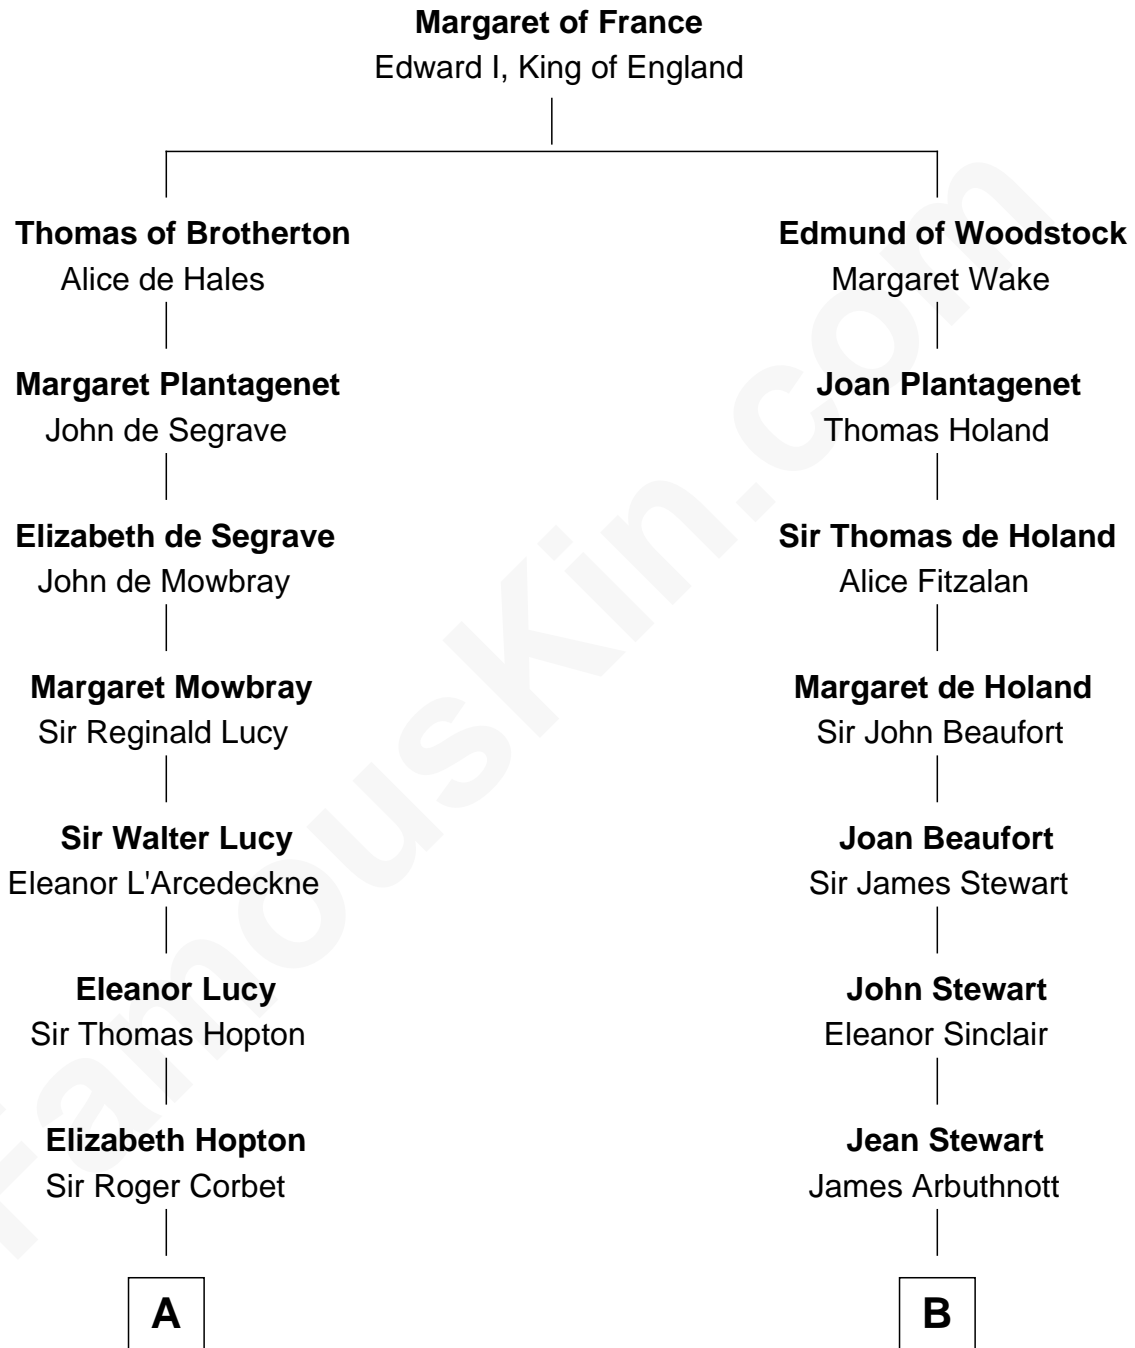 Margaret of France
Edward I, King of England
Thomas of Brotherton
Alice de Hales
Edmund of Woodstock
Margaret Wake
Margaret Plantagenet
John de Segrave
Joan Plantagenet
Thomas Holand
Elizabeth de Segrave
John de Mowbray
Sir Thomas de Holand
Alice Fitzalan
Margaret Mowbray
Sir Reginald Lucy
Margaret de Holand
Sir John Beaufort
Sir Walter Lucy
Eleanor L'Arcedeckne
Joan Beaufort
Sir James Stewart
Eleanor Lucy
Sir Thomas Hopton
John Stewart
Eleanor Sinclair
Elizabeth Hopton
Sir Roger Corbet
Jean Stewart
James Arbuthnott
A
B
FamousKin.com